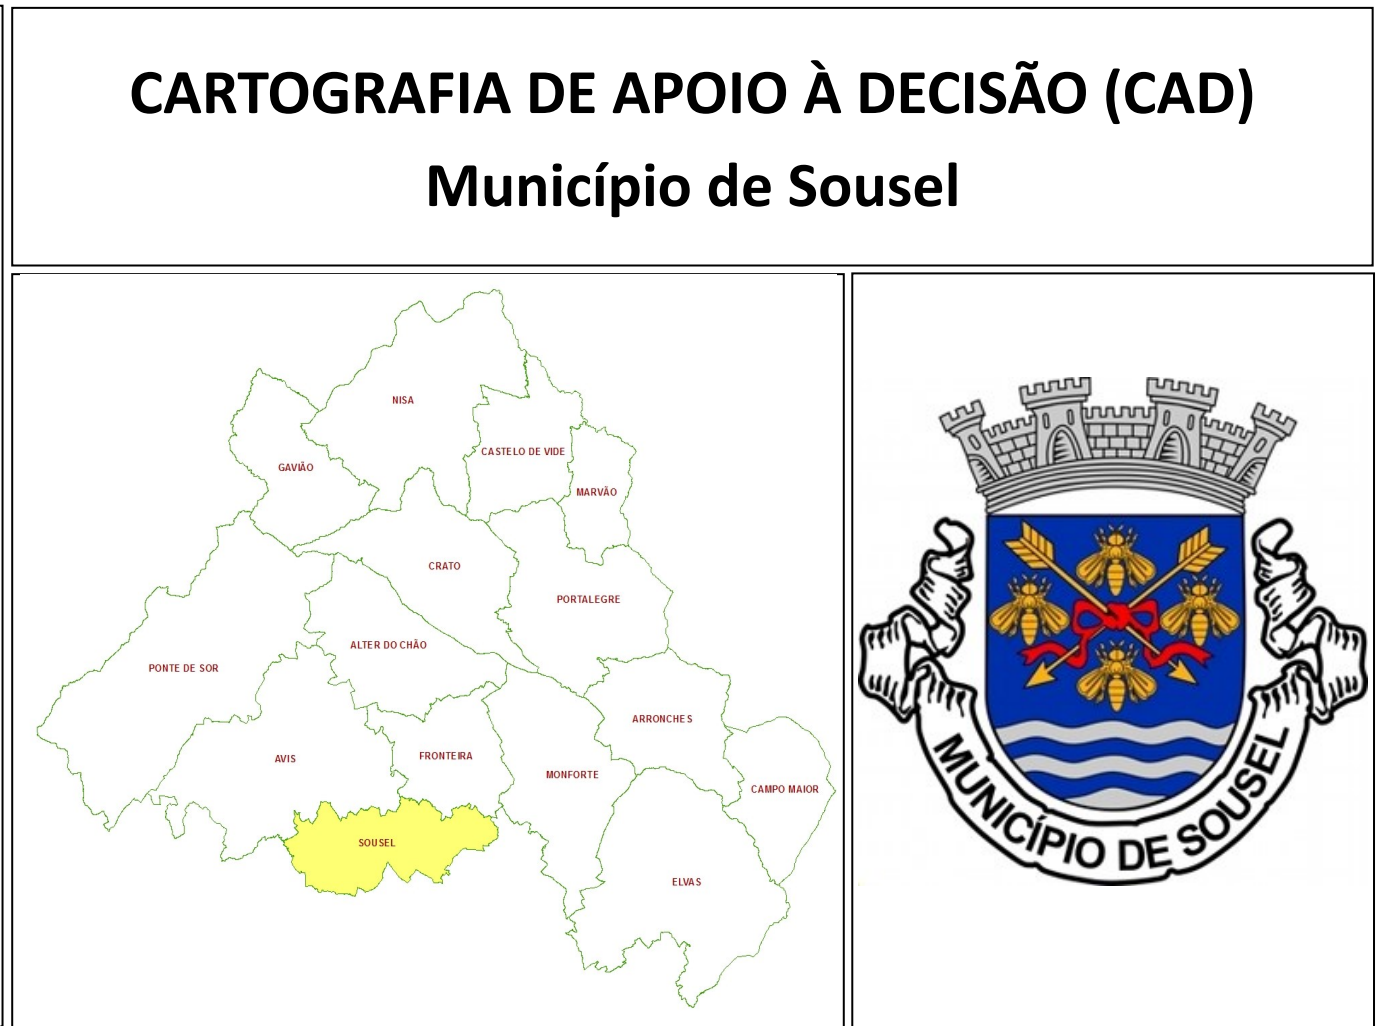 CARTOGRAFIA DE APOIO À DECISÃO (CAD)
Município de Sousel
NISA
CASTELO DE VIDE
GAVIÃO
MARVÃO
CRATO
PORTALEGRE
ALTER DO CHÃO
PONTE DE SOR
ARRONCHES
AVIS
FRONTEIRA
MONFORTE
CAMPO MAIOR
SOUSEL
ELVAS
MUNICÍPIO DE SOUSEL